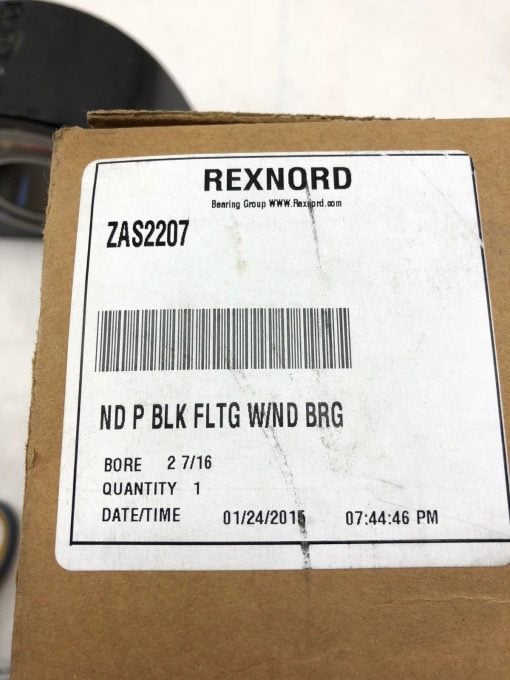 REXNORD
Bearing Group WWW.Rexnord.com
ZAS2207
ND P BLK FLTG W/ND BRG
BORE 2 7/16
QUANTITY 1
DATE/TIME 01/24/2015 07:44:46 PM